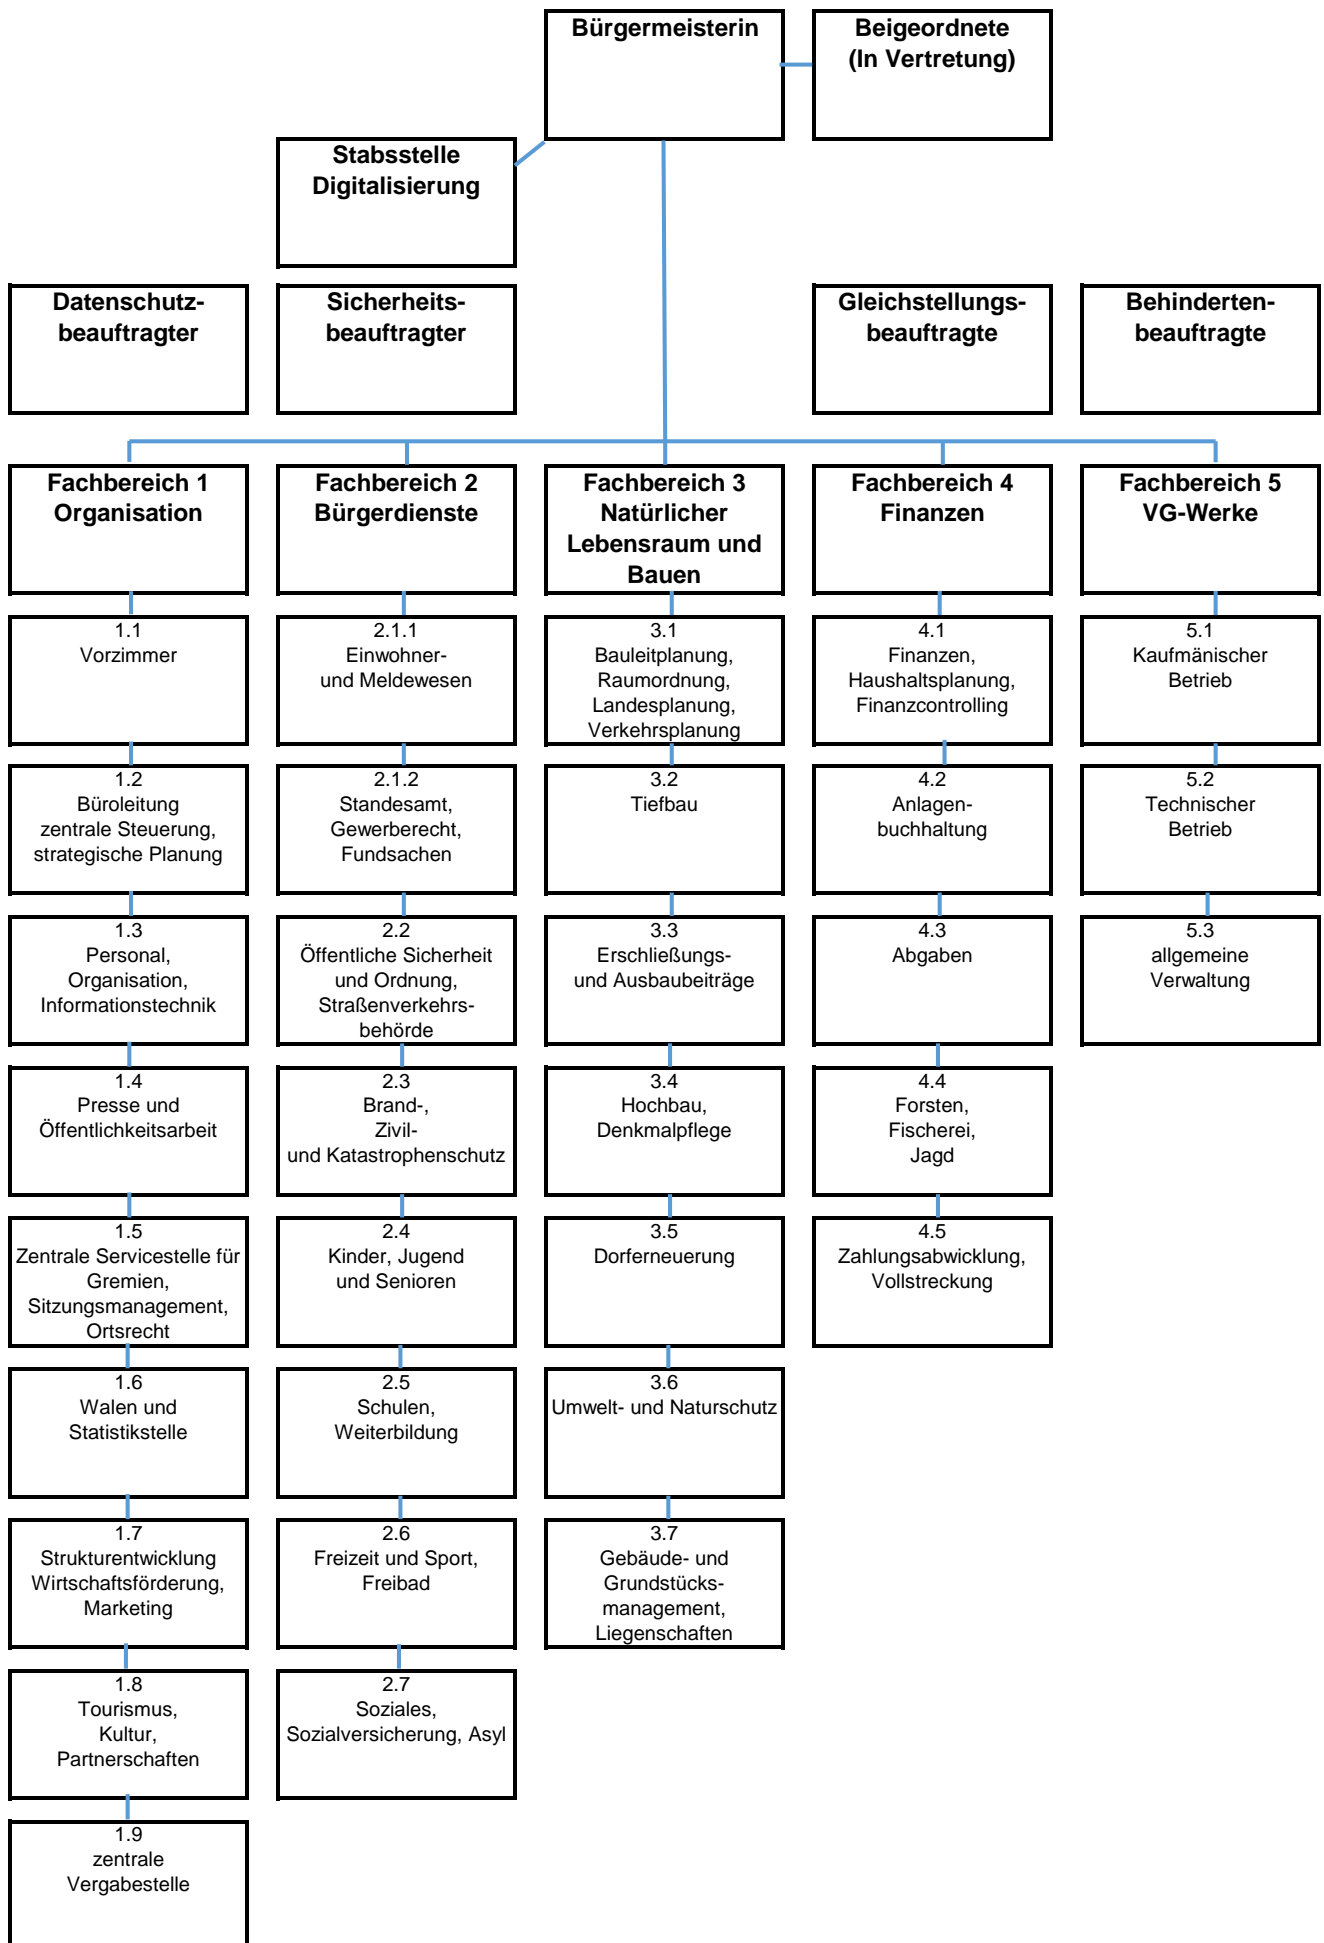 Bürgermeisterin
Beigeordnete
(In Vertretung)
Stabsstelle
Digitalisierung
Datenschutz-
beauftragter
Sicherheits-
beauftragter
Gleichstellungs-
beauftragte
Behinderten-
beauftragte
Fachbereich 1
Organisation
Fachbereich 2
Bürgerdienste
Fachbereich 3
Natürlicher
Lebensraum und
Bauen
Fachbereich 4
Finanzen
Fachbereich 5
VG-Werke
1.1
Vorzimmer
2.1.1
Einwohner-
und Meldewesen
3.1
Bauleitplanung,
Raumordnung,
Landesplanung,
Verkehrsplanung
4.1
Finanzen,
Haushaltsplanung,
Finanzcontrolling
5.1
Kaufmänischer
Betrieb
1.2
Büroleitung
zentrale Steuerung,
strategische Planung
2.1.2
Standesamt,
Gewerberecht,
Fundsachen
3.2
Tiefbau
4.2
Anlagen-
buchhaltung
5.2
Technischer
Betrieb
1.3
Personal,
Organisation,
Informationstechnik
2.2
Öffentliche Sicherheit
und Ordnung,
Straßenverkehrs-
behörde
3.3
Erschließungs-
und Ausbaubeiträge
4.3
Abgaben
5.3
allgemeine
Verwaltung
1.4
Presse und
Öffentlichkeitsarbeit
2.3
Brand-,
Zivil-
und Katastrophenschutz
3.4
Hochbau,
Denkmalpflege
4.4
Forsten,
Fischerei,
Jagd
1.5
Zentrale Servicestelle für
Gremien,
Sitzungsmanagement,
Ortsrecht
2.4
Kinder, Jugend
und Senioren
3.5
Dorferneuerung
4.5
Zahlungsabwicklung,
Vollstreckung
1.6
Walen und
Statistikstelle
2.5
Schulen,
Weiterbildung
3.6
Umwelt- und Naturschutz
1.7
Strukturentwicklung
Wirtschaftsförderung,
Marketing
2.6
Freizeit und Sport,
Freibad
3.7
Gebäude- und
Grundstücks-
management,
Liegenschaften
1.8
Tourismus,
Kultur,
Partnerschaften
2.7
Soziales,
Sozialversicherung, Asyl
1.9
zentrale
Vergabestelle